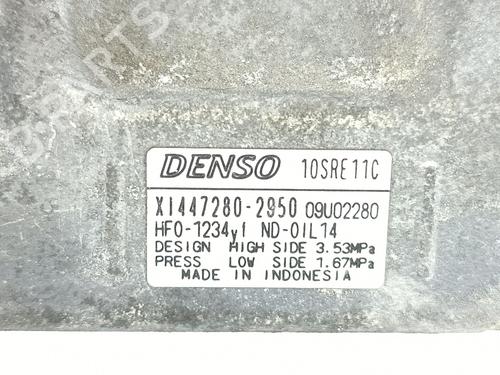 DENSO 10SRE11C
XI447280-2950 09U02280
HFO-1234yf ND-OIL14
DESIGN HIGH SIDE 3.53MPa
PRESS LOW SIDE 1.67MPa
MADE IN INDONESIA